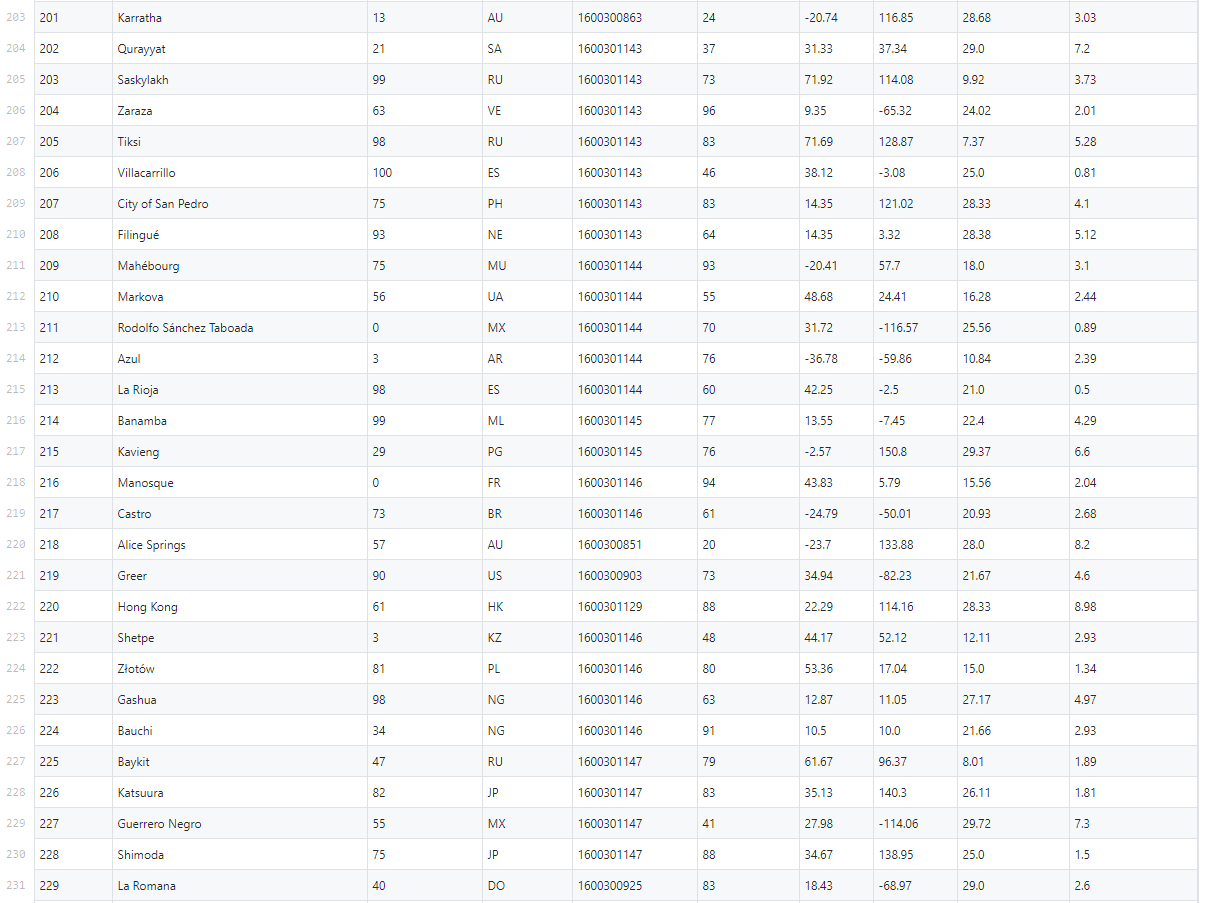 203 201 Karratha 13 AU 1600300863 24 -20.74 116.85 28.68 3.03
204 202 Qurayyat 21 SA 1600301143 37 31.33 37.34 29.0 7.2
205 203 Saskylakh 99 RU 1600301143 73 71.92 114.08 9.92 3.73
206 204 Zaraza 63 VE 1600301143 96 9.35 -65.32 24.02 2.01
207 205 Tiksi 98 RU 1600301143 83 71.69 128.87 7.37 5.28
208 206 Villacarrillo 100 ES 1600301143 46 38.12 -3.08 25.0 0.81
209 207 City of San Pedro 75 PH 1600301143 83 14.35 121.02 28.33 4.1
210 208 Filingué 93 NE 1600301143 64 14.35 3.32 28.38 5.12
211 209 Mahébourg 75 MU 1600301144 93 -20.41 57.7 18.0 3.1
212 210 Markova 56 UA 1600301144 55 48.68 24.41 16.28 2.44
213 211 Rodolfo Sánchez Taboada 0 MX 1600301144 70 31.72 -116.57 25.56 0.89
214 212 Azul 3 AR 1600301144 76 -36.78 -59.86 10.84 2.39
215 213 La Rioja 98 ES 1600301144 60 42.25 -2.5 21.0 0.5
216 214 Banamba 99 ML 1600301145 77 13.55 -7.45 22.4 4.29
217 215 Kavieng 29 PG 1600301145 76 -2.57 150.8 29.37 6.6
218 216 Manosque 0 FR 1600301146 94 43.83 5.79 15.56 2.04
219 217 Castro 73 BR 1600301146 61 -24.79 -50.01 20.93 2.68
220 218 Alice Springs 57 AU 1600300851 20 -23.7 133.88 28.0 8.2
221 219 Greer 90 US 1600300903 73 34.94 -82.23 21.67 4.6
222 220 Hong Kong 61 HK 1600301129 88 22.29 114.16 28.33 8.98
223 221 Shetpe 3 KZ 1600301146 48 44.17 52.12 12.11 2.93
224 222 Złotów 81 PL 1600301146 80 53.36 17.04 15.0 1.34
225 223 Gashua 98 NG 1600301146 63 12.87 11.05 27.17 4.97
226 224 Bauchi 34 NG 1600301146 91 10.5 10.0 21.66 2.93
227 225 Baykit 47 RU 1600301147 79 61.67 96.37 8.01 1.89
228 226 Katsuura 82 JP 1600301147 83 35.13 140.3 26.11 1.81
229 227 Guerrero Negro 55 MX 1600301147 41 27.98 -114.06 29.72 7.3
230 228 Shimoda 75 JP 1600301147 88 34.67 138.95 25.0 1.5
231 229 La Romana 40 DO 1600300925 83 18.43 -68.97 29.0 2.6